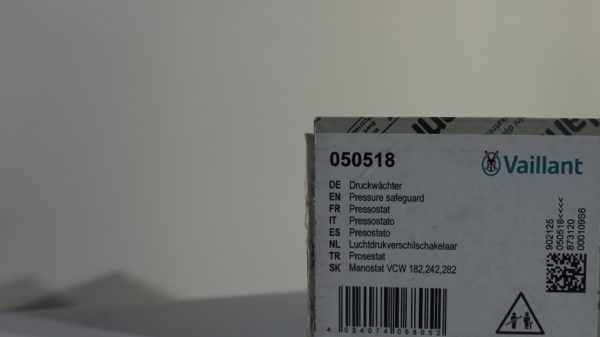 050518
Vaillant
DE Druckwächter
EN Pressure safeguard
FR Pressostat
IT Pressostato
ES Presostato
NL Luchtdrukverschilschakelaar
TR Prosestat
SK Manostat VCW 182,242,282
902125
050518<<<<
873120
000109S6
4 024074 068052